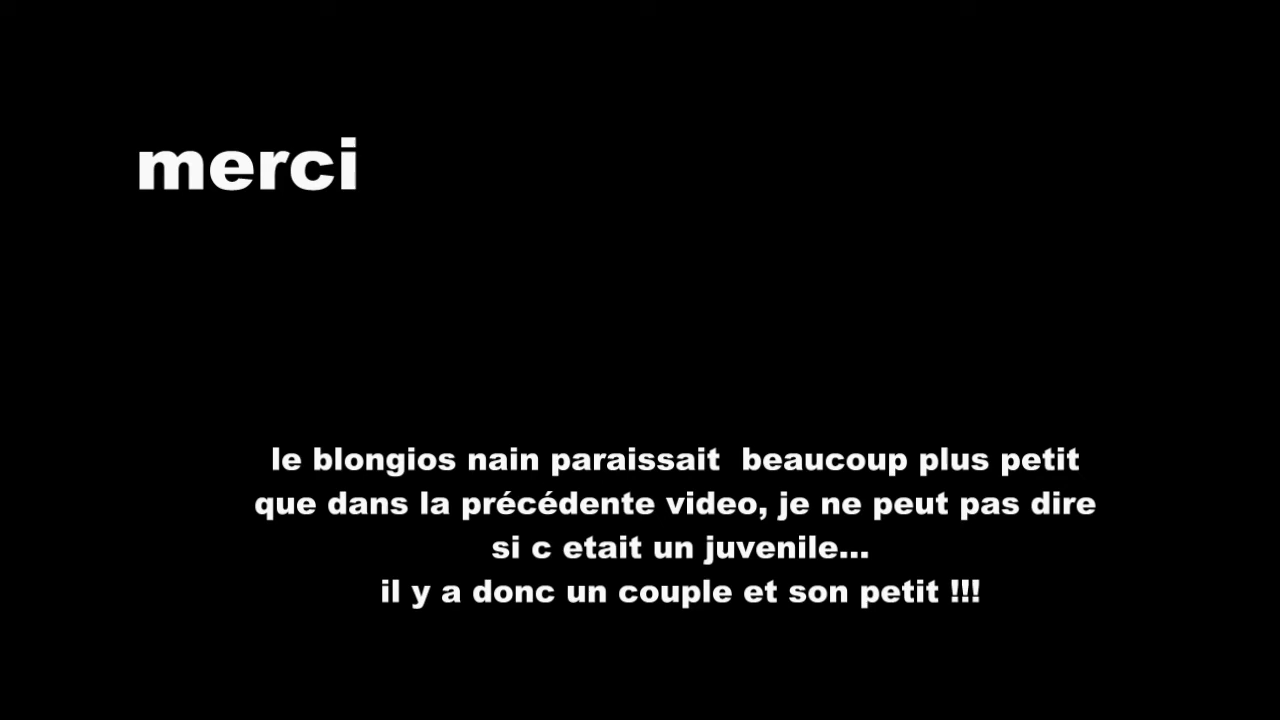 merci
le blongios nain paraissait  beaucoup plus petit
que dans la précédente video, je ne peut pas dire
si c etait un juvenile...
il y a donc un couple et son petit !!!